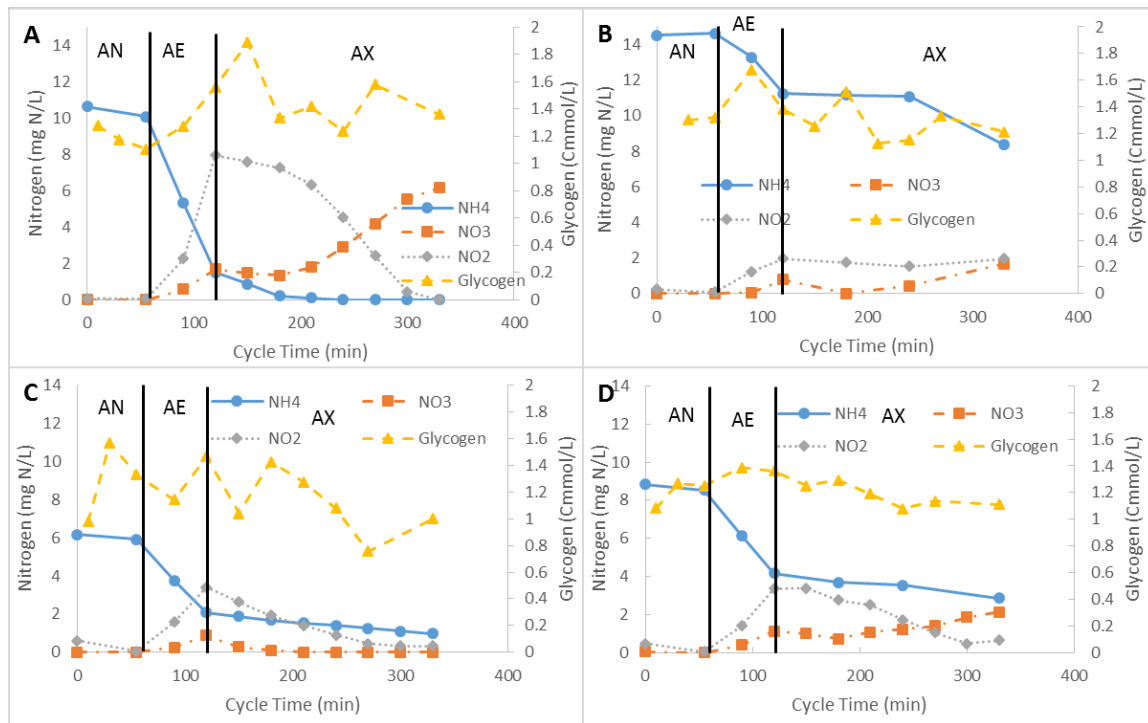 A
AN
AE
AX
14
12
10
8
6
4
2
0
Nitrogen (mg N/L)
2
1.8
1.6
1.4
1.2
1
0.8
0.6
0.4
0.2
0
Glycogen (Cmmol/L)
NH4
NO3
NO2
Glycogen
0 100 200 300 400
Cycle Time (min)
B
AN
AE
AX
14
12
10
8
6
4
2
0
Nitrogen (mg N/L)
2
1.8
1.6
1.4
1.2
1
0.8
0.6
0.4
0.2
0
Glycogen (Cmmol/L)
NH4 NO3
NO2 Glycogen
0 100 200 300 400
Cycle Time (min)
C
AN
AE
AX
14
12
10
8
6
4
2
0
Nitrogen (mg N/L)
2
1.8
1.6
1.4
1.2
1
0.8
0.6
0.4
0.2
0
Glycogen (Cmmol/L)
NH4 NO3
NO2 Glycogen
0 100 200 300 400
Cycle Time (min)
D
AN
AE
AX
14
12
10
8
6
4
2
0
Nitrogen (mg N/L)
2
1.8
1.6
1.4
1.2
1
0.8
0.6
0.4
0.2
0
Glycogen (Cmmol/L)
NH4 NO3
NO2 Glycogen
0 100 200 300 400
Cycle Time (min)